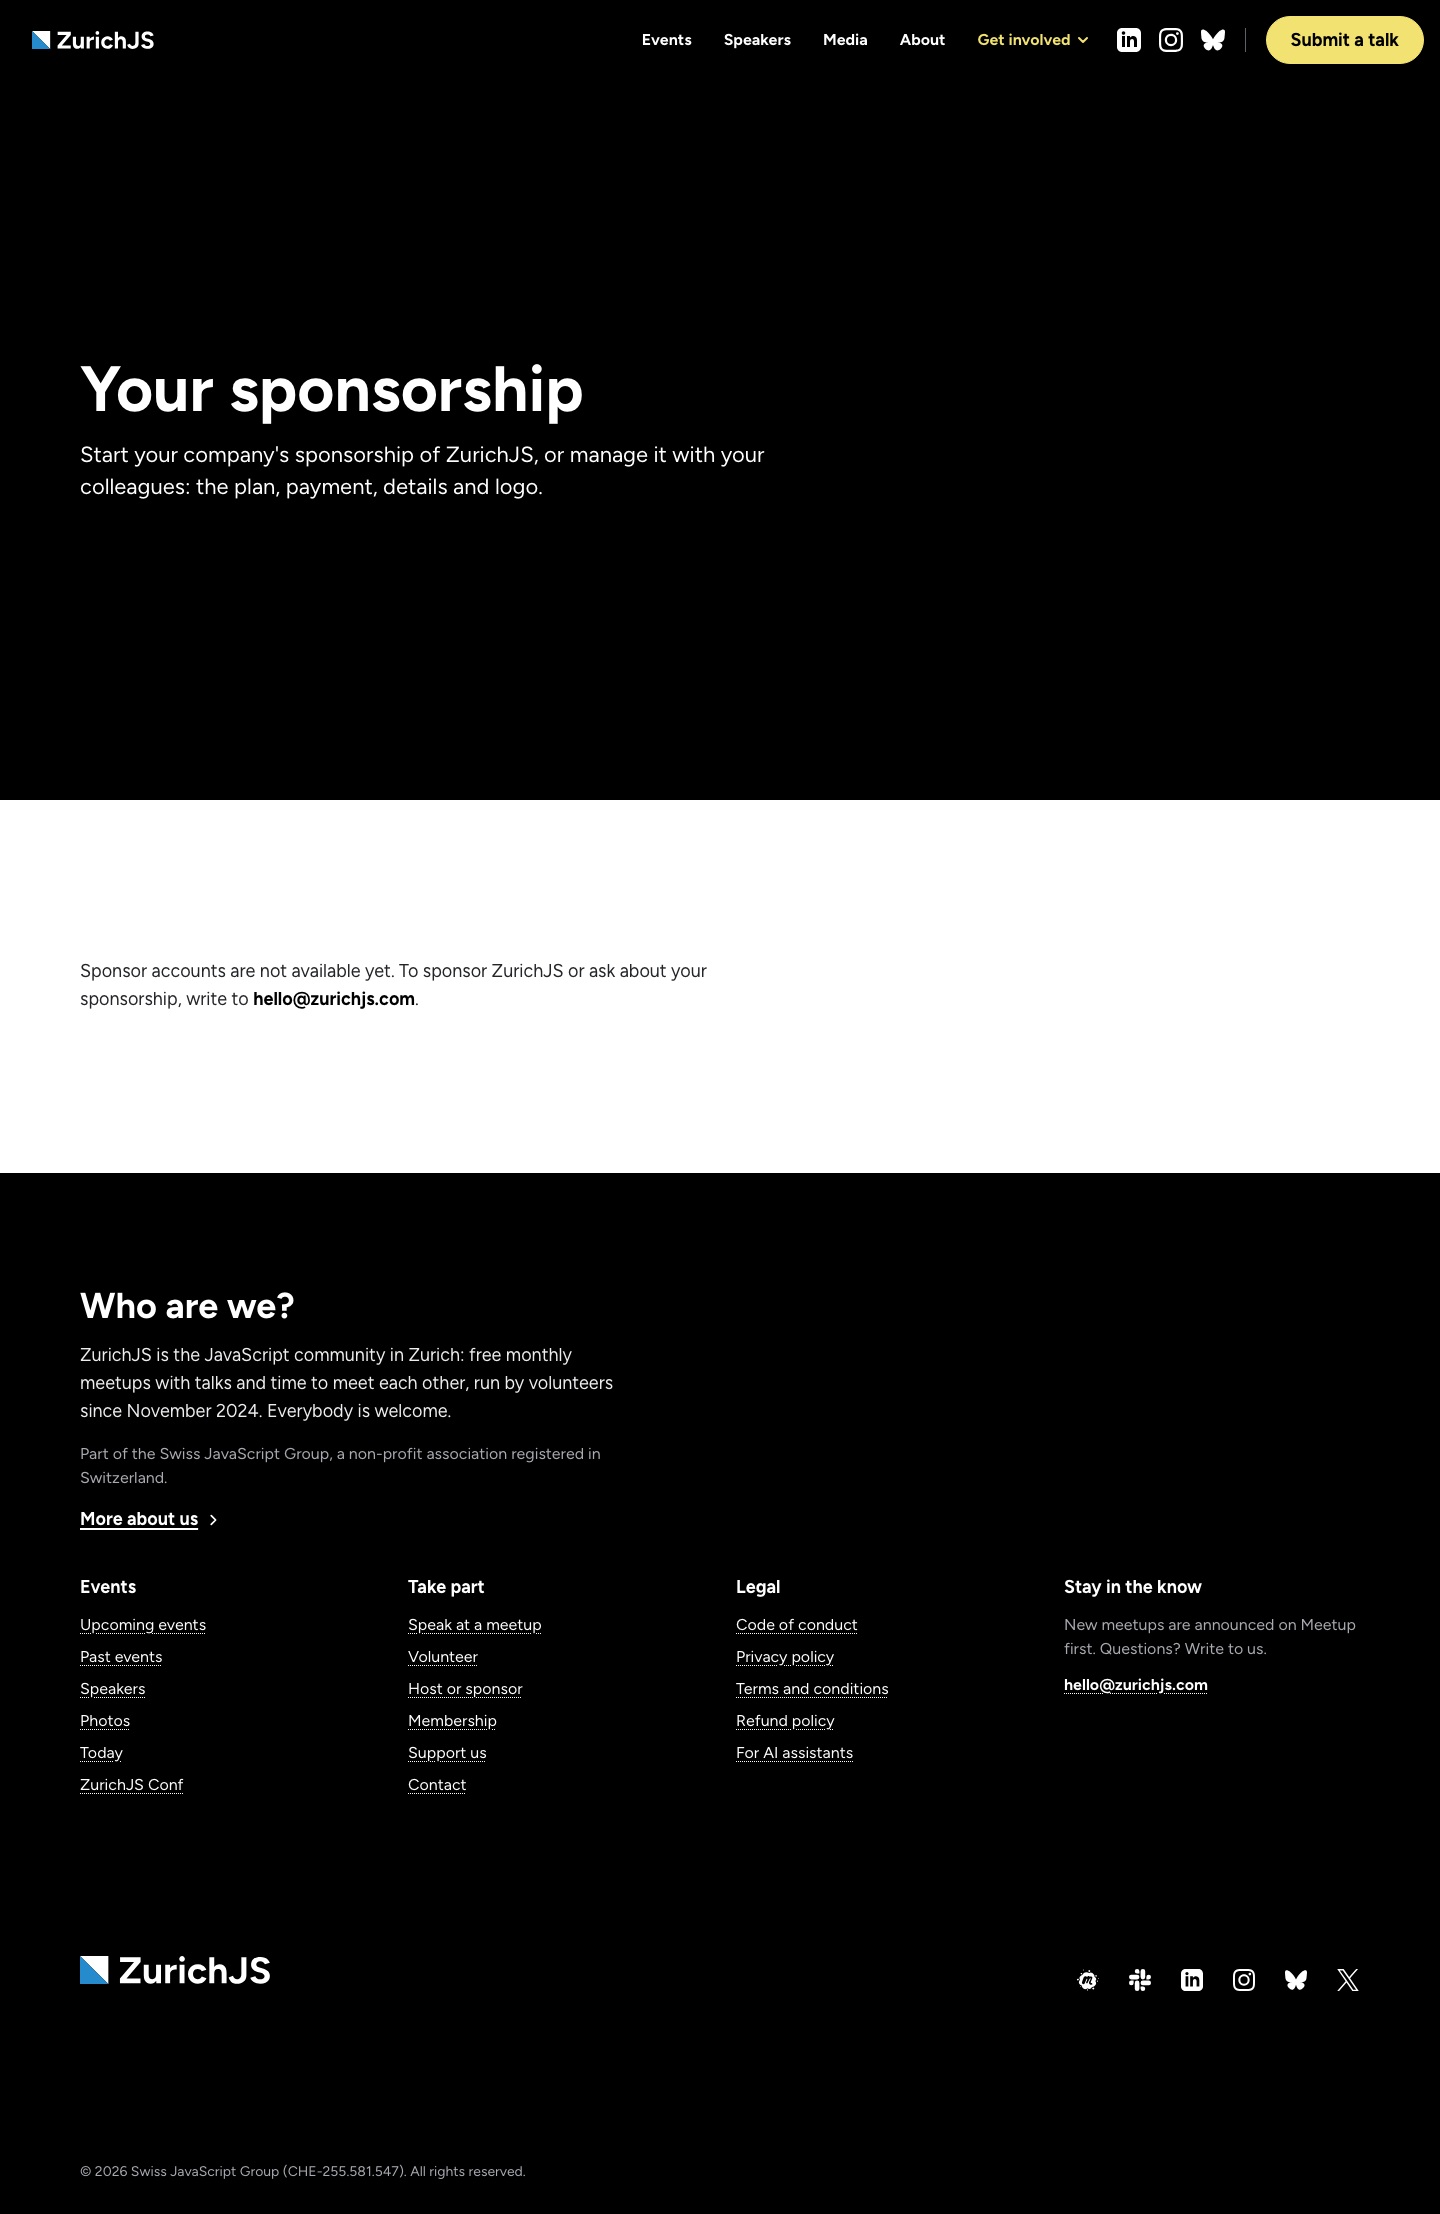 ZurichJS
Events
Speakers
Media
About
Get involved
Submit a talk
Your sponsorship
Start your company's sponsorship of ZurichJS, or manage it with your
colleagues: the plan, payment, details and logo.
Sponsor accounts are not available yet. To sponsor ZurichJS or ask about your
sponsorship, write to hello@zurichjs.com.
Who are we?
ZurichJS is the JavaScript community in Zurich: free monthly
meetups with talks and time to meet each other, run by volunteers
since November 2024. Everybody is welcome.
Part of the Swiss JavaScript Group, a non-profit association registered in
Switzerland.
More about us
Events
Upcoming events
Past events
Speakers
Photos
Today
ZurichJS Conf
Take part
Speak at a meetup
Volunteer
Host or sponsor
Membership
Support us
Contact
Legal
Code of conduct
Privacy policy
Terms and conditions
Refund policy
For AI assistants
Stay in the know
New meetups are announced on Meetup
first. Questions? Write to us.
hello@zurichjs.com
ZurichJS
© 2026 Swiss JavaScript Group (CHE-255.581.547). All rights reserved.